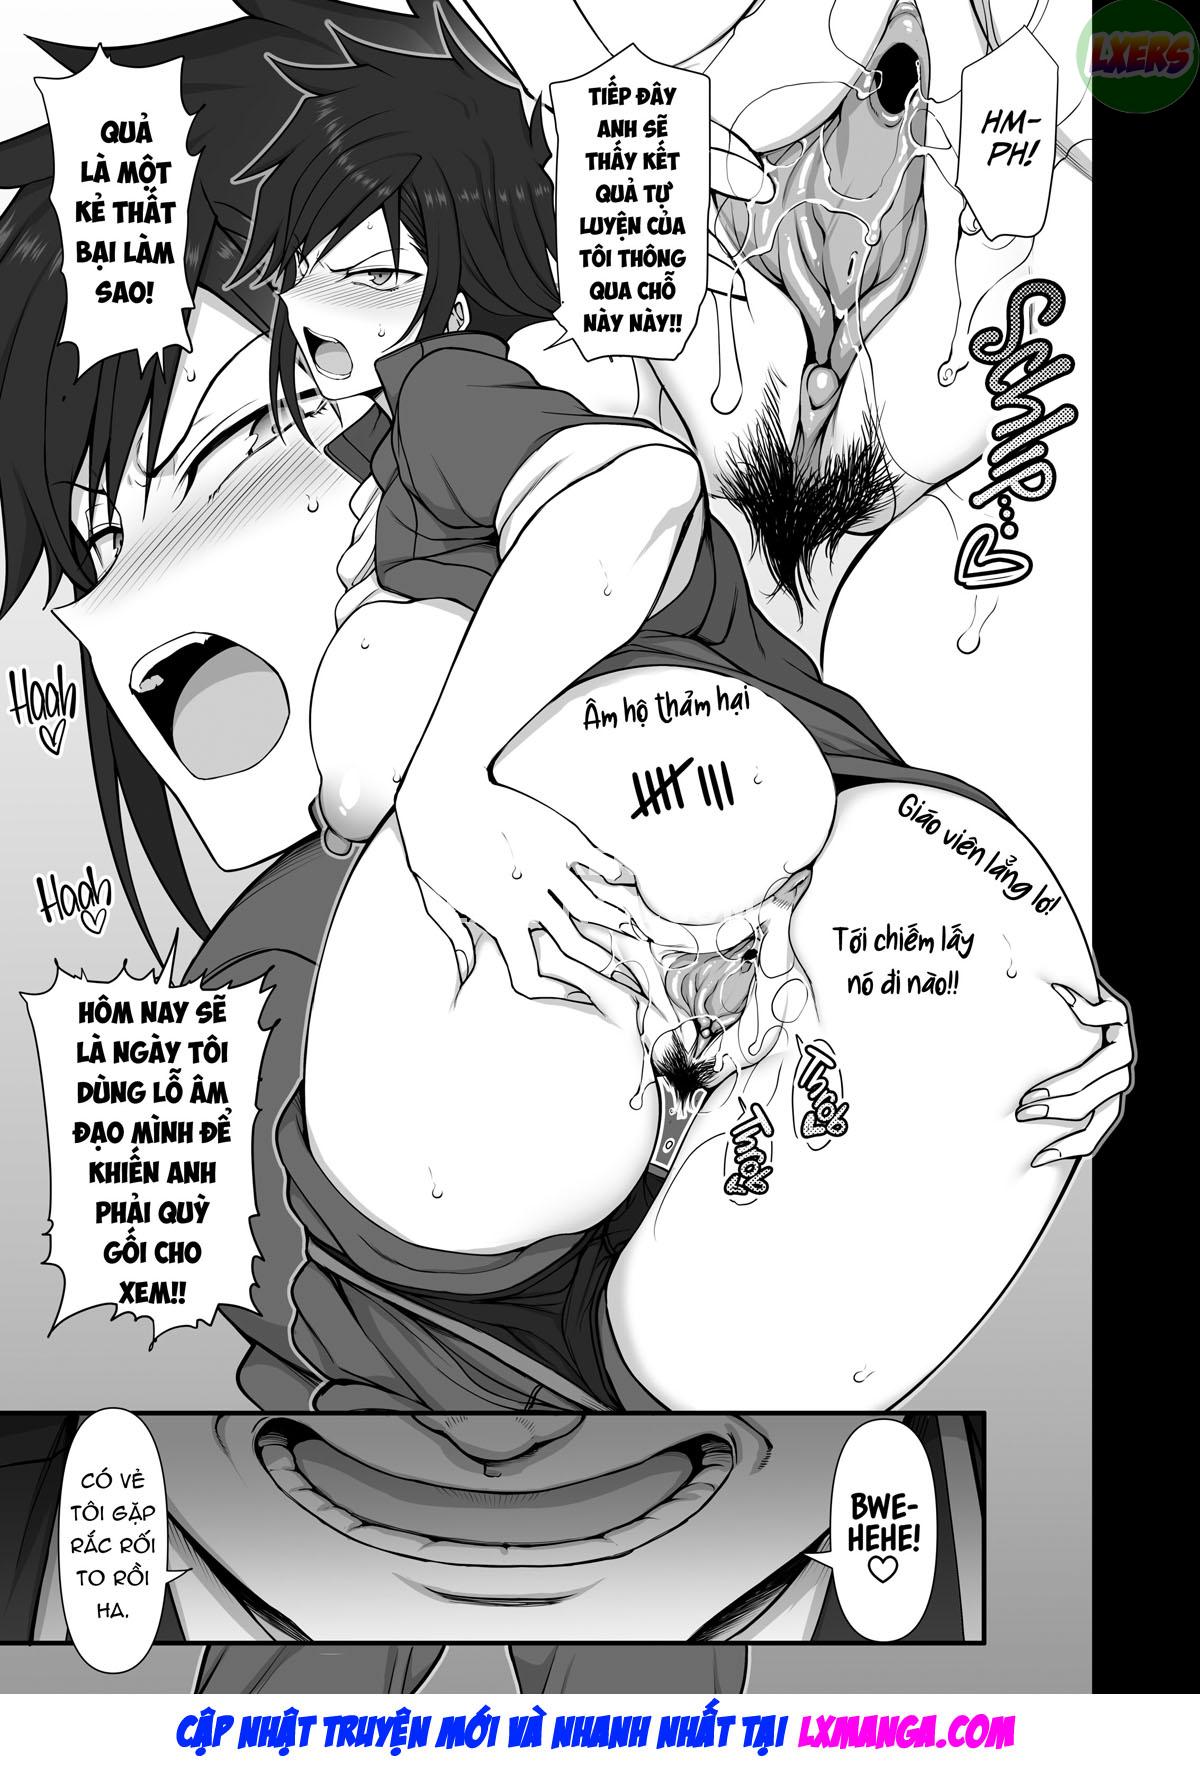 LXERS
HM-
PH!
TIẾP ĐÂY
ANH SẼ
THẤY KẾT
QUẢ TỰ
LUYỆN CỦA
TÔI THÔNG
QUA CHỖ
NÀY NÀY!!
QUẢ
LÀ MỘT
KẺ THẤT
BẠI LÀM
SAO!
Schlip...♡
Haah♡
Haah♡
Âm hộ thảm hại
Giáo viên lẳng lơ!
Tới chiếm lấy
nó đi nào!!
Throb♡
Throb♡
HÔM NAY SẼ
LÀ NGÀY TÔI
DÙNG LỖ ÂM
ĐẠO MÌNH ĐỂ
KHIẾN ANH
PHẢI QUỲ
GỐI CHO
XEM!!
BWE-
HEHE!
♡
CÓ VẺ
TÔI GẶP
RẮC RỐI
TO RỒI
HA.
CẬP NHẬT TRUYỆN MỚI VÀ NHANH NHẤT TẠI LXMANGA.COM